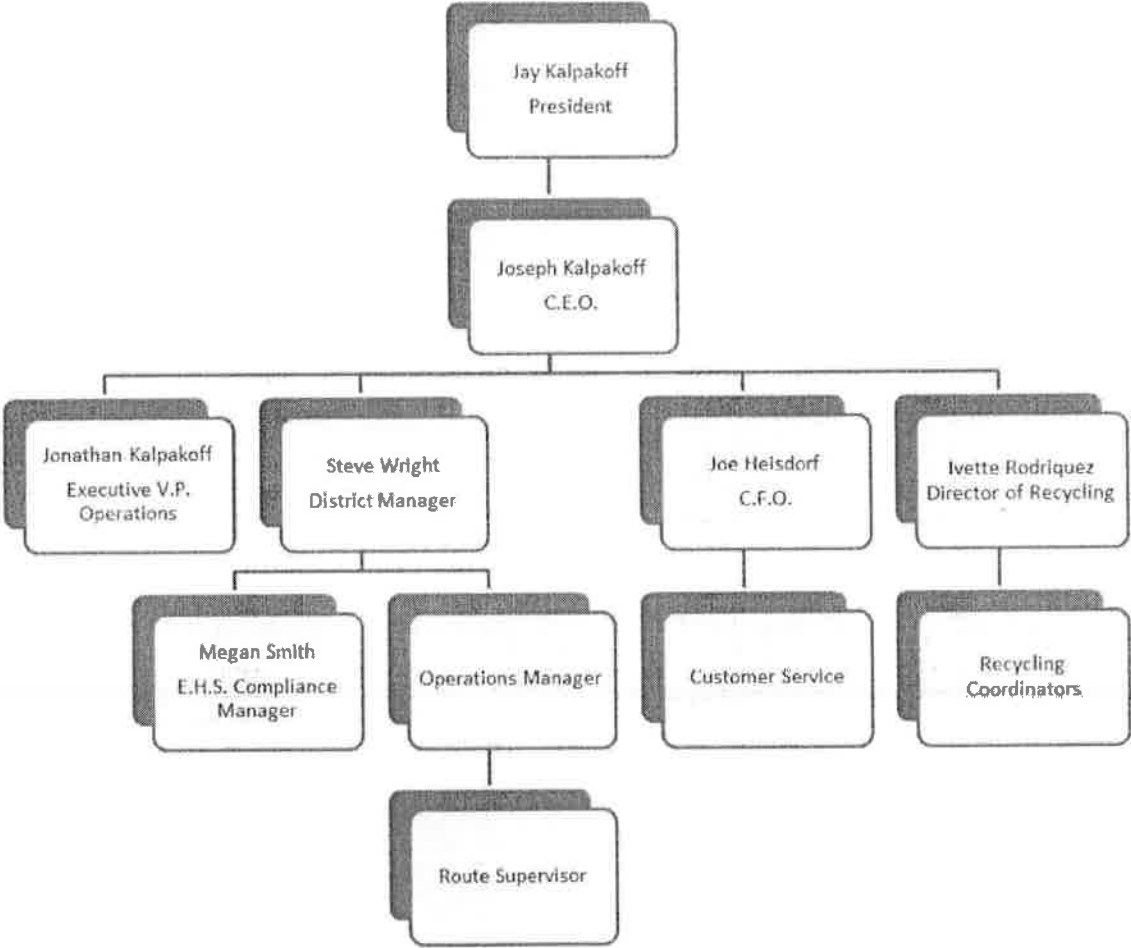 Jay Kalpakoff
President
Joseph Kalpakoff
C.E.O.
Jonathan Kalpakoff
Executive V.P.
Operations
Steve Wright
District Manager
Joe Heisdorf
C.F.O.
Ivette Rodriquez
Director of Recycling
Megan Smith
E.H.S. Compliance
Manager
Operations Manager
Customer Service
Recycling
Coordinators
Route Supervisor